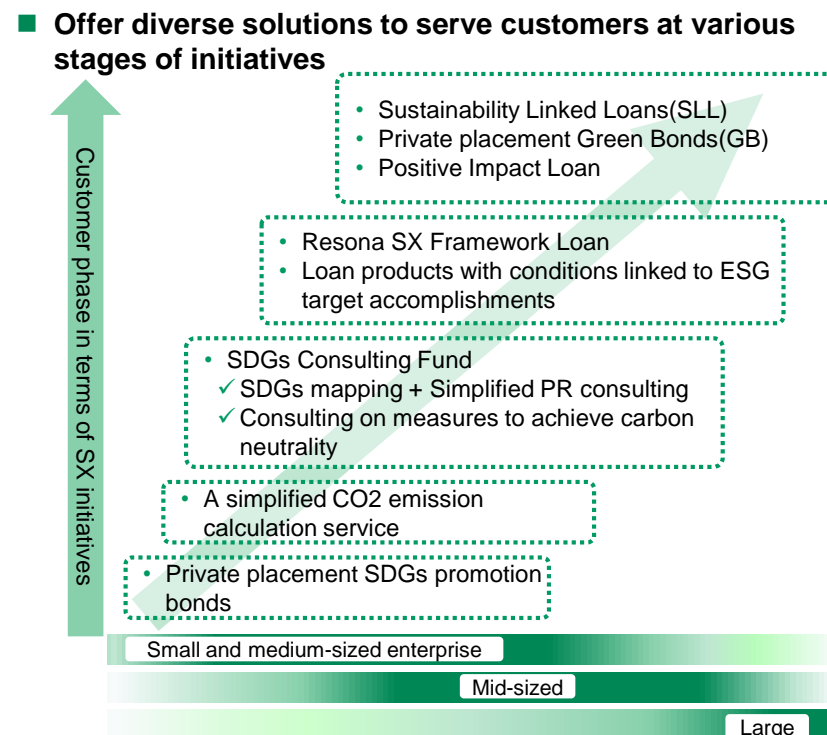 ■ Offer diverse solutions to serve customers at various
stages of initiatives
Customer phase in terms of SX initiatives
• Sustainability Linked Loans(SLL)
• Private placement Green Bonds(GB)
• Positive Impact Loan
• Resona SX Framework Loan
• Loan products with conditions linked to ESG
target accomplishments
• SDGs Consulting Fund
✓ SDGs mapping + Simplified PR consulting
✓ Consulting on measures to achieve carbon
neutrality
• A simplified CO2 emission
calculation service
• Private placement SDGs promotion
bonds
Small and medium-sized enterprise
Mid-sized
Large